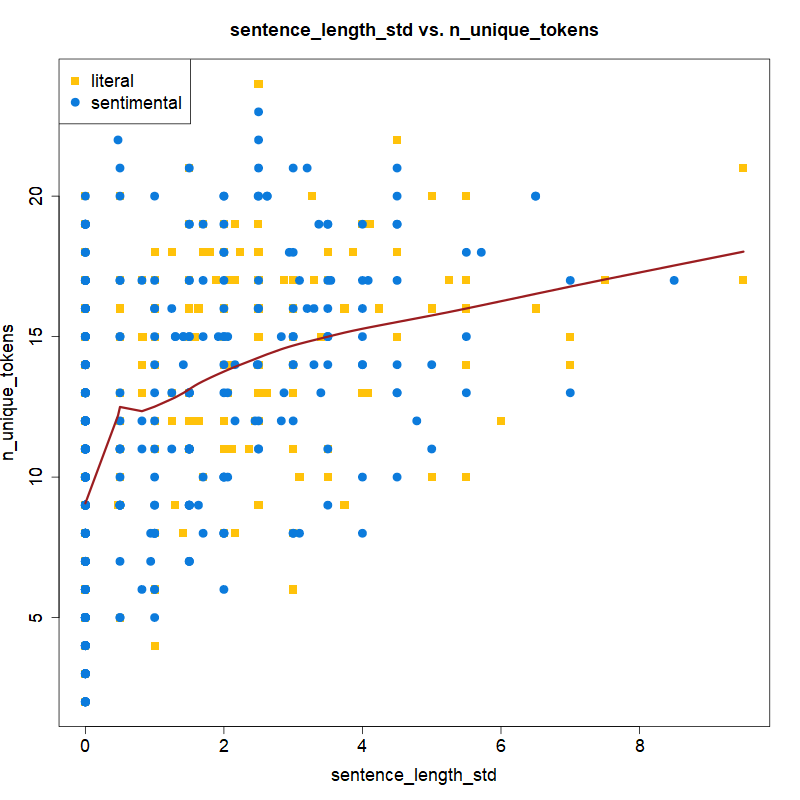 sentence_length_std vs. n_unique_tokens
literal
sentimental
n_unique_tokens
20
15
10
5
0 2 4 6 8
sentence_length_std